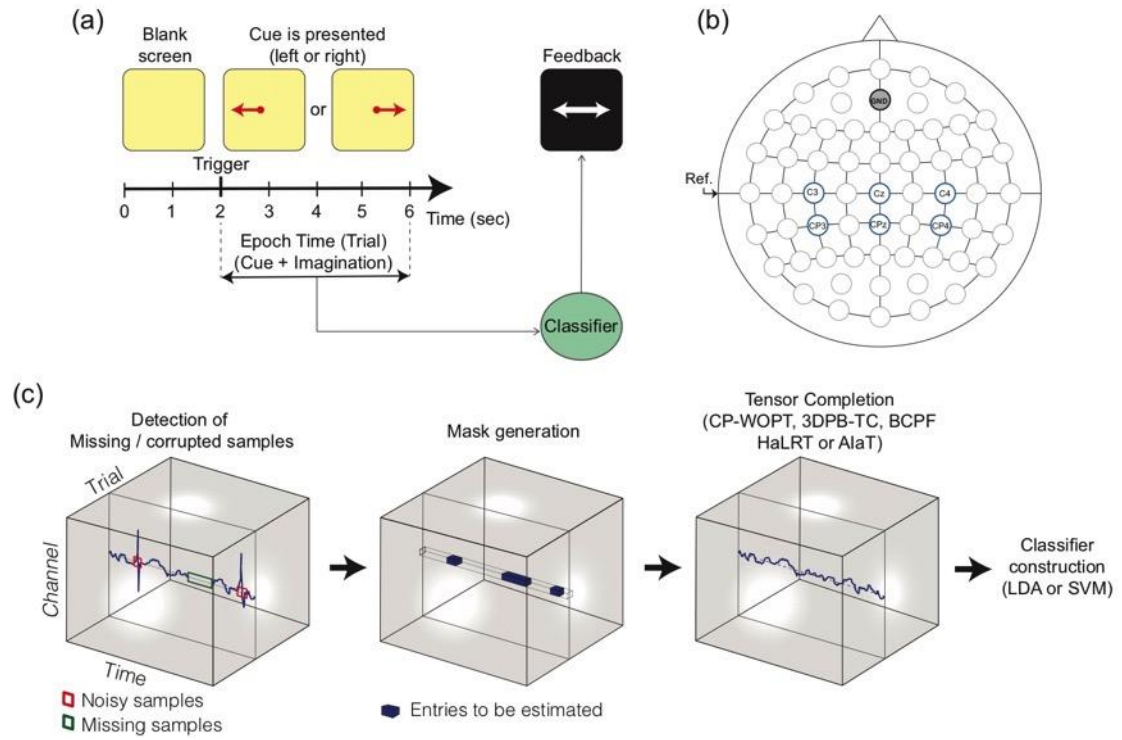 (a)
Blank
screen
Cue is presented
(left or right)
Feedback
or
Trigger
0 1 2 3 4 5 6 Time (sec)
Epoch Time (Trial)
(Cue + Imagination)
Classifier
(b)
GND
Ref.
C3 Cz C4
CP3 CPz CP4
(c)
Detection of
Missing / corrupted samples
Trial
Channel
Time
Noisy samples
Missing samples
Mask generation
Entries to be estimated
Tensor Completion
(CP-WOPT, 3DPB-TC, BCPF
HaLRT or AlaT)
Classifier
construction
(LDA or SVM)